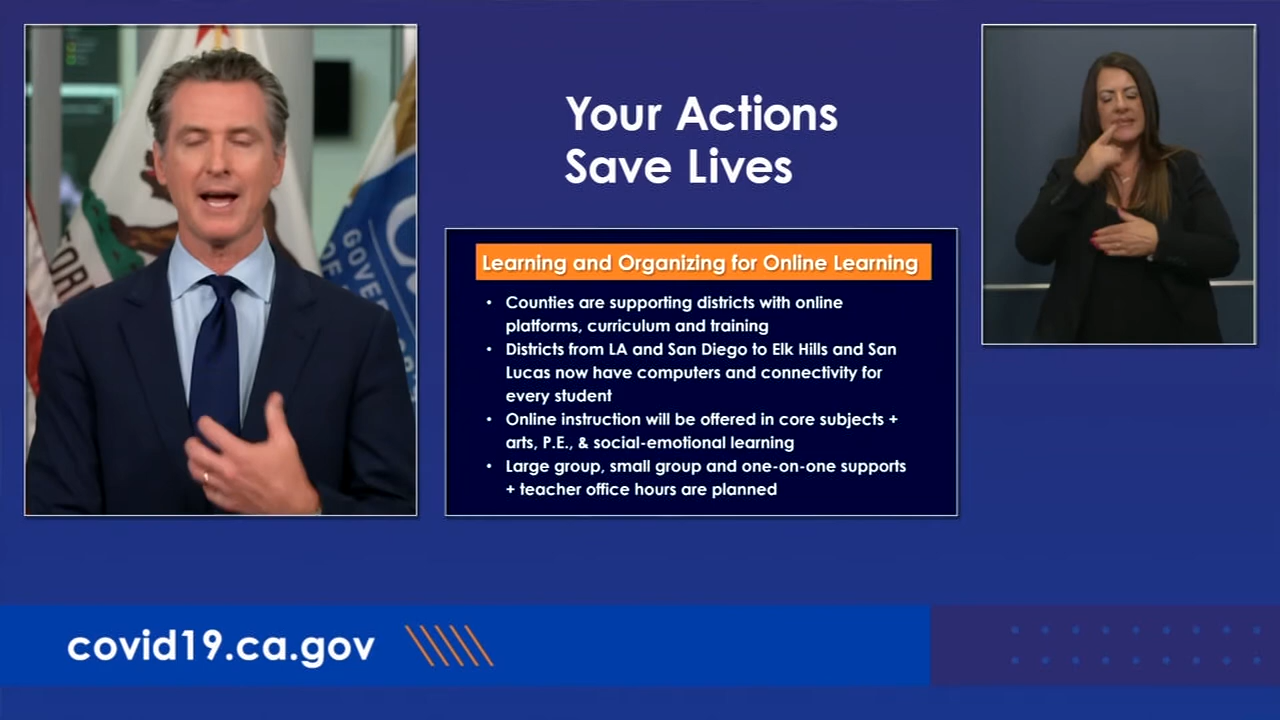 Your Actions
Save Lives
Learning and Organizing for Online Learning
• Counties are supporting districts with online
platforms, curriculum and training
• Districts from LA and San Diego to Elk Hills and San
Lucas now have computers and connectivity for
every student
• Online instruction will be offered in core subjects +
arts, P.E., & social-emotional learning
• Large group, small group and one-on-one supports
+ teacher office hours are planned
covid19.ca.gov